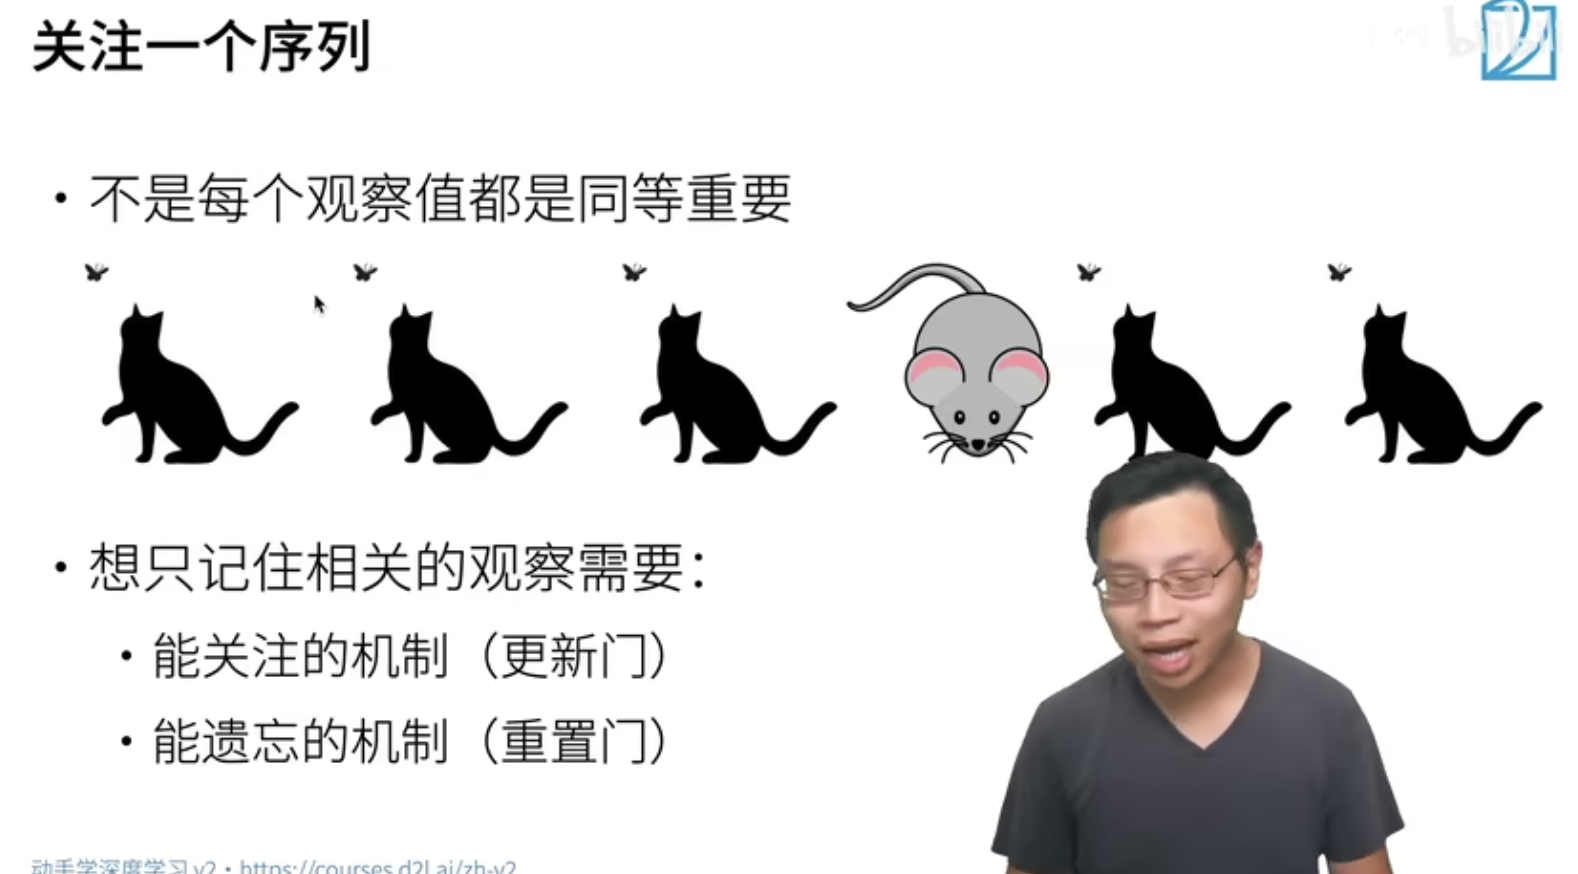 关注一个序列
bilibili
• 不是每个观察值都是同等重要
• 想只记住相关的观察需要：
• 能关注的机制（更新门）
• 能遗忘的机制（重置门）
动手学深度学习 v2 • https://courses.d2l.ai/zh-v2